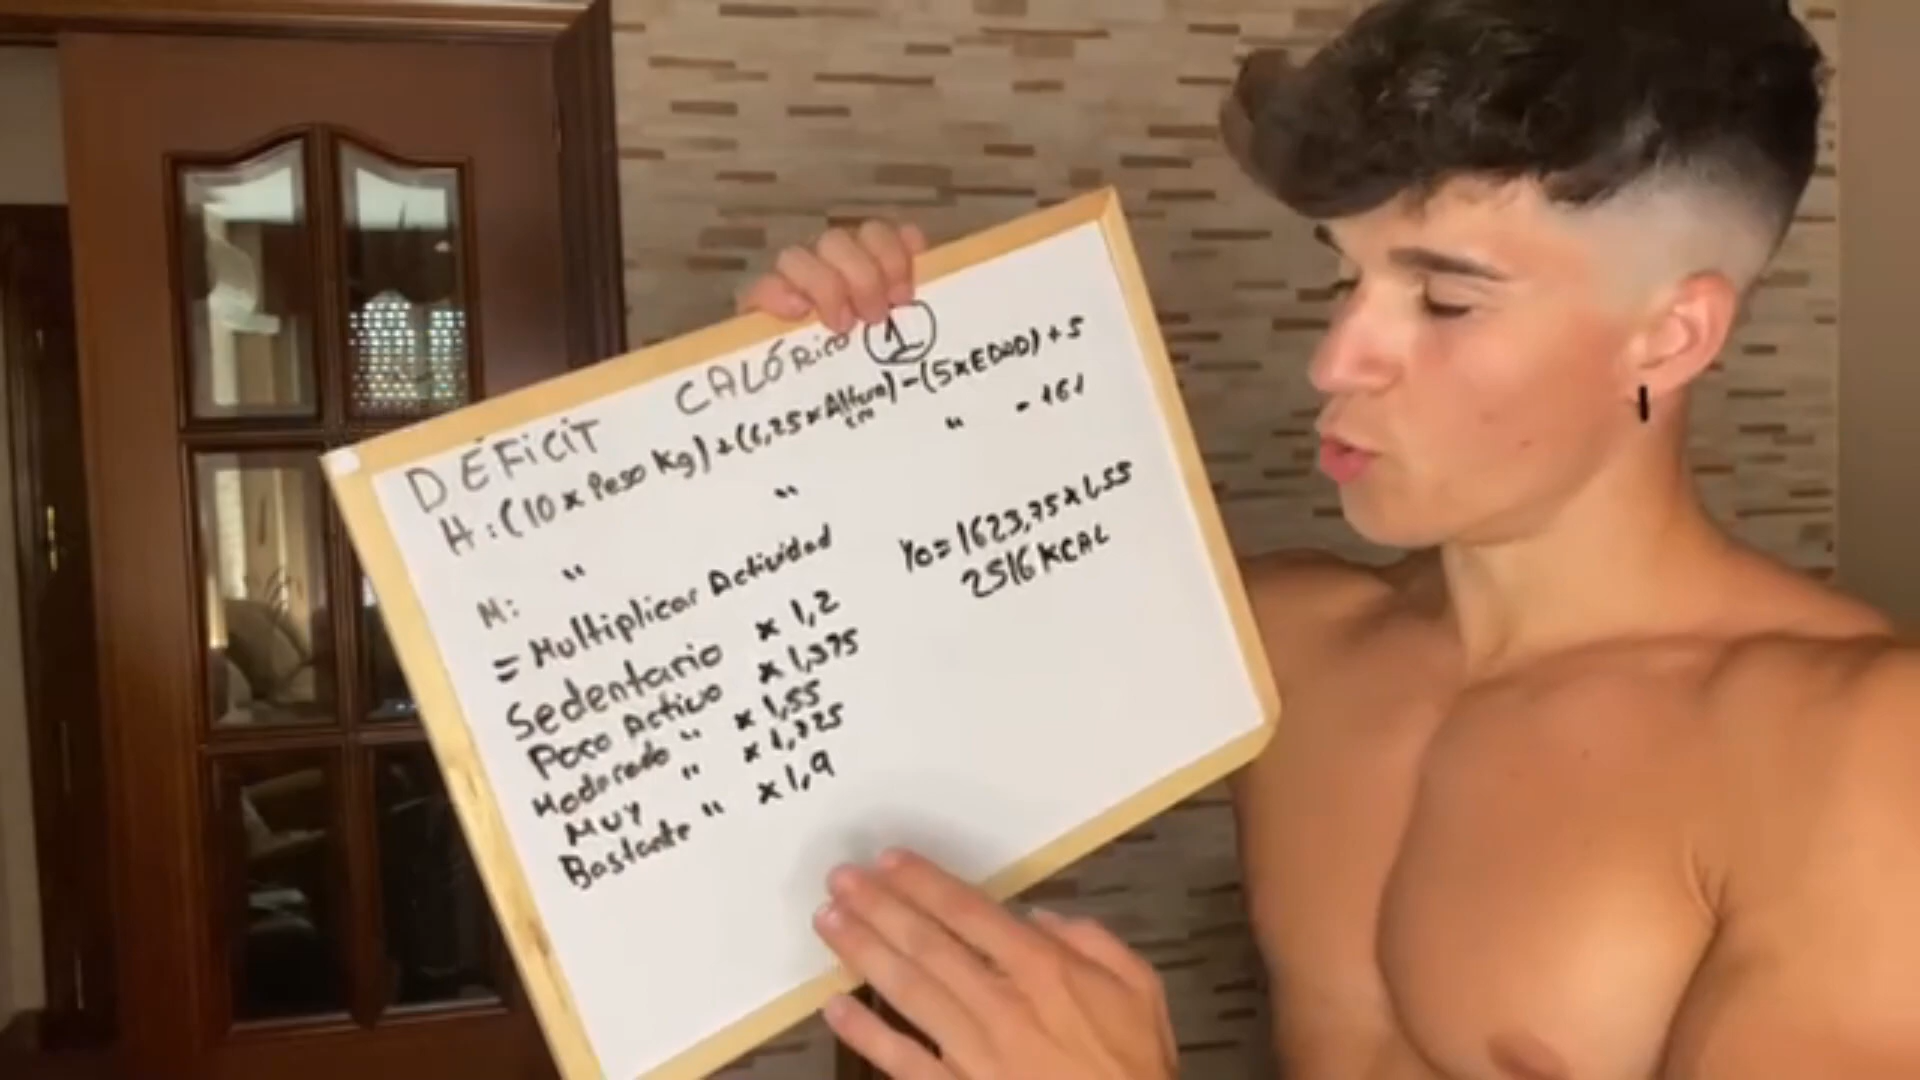 DÉFICIT CALÓRICO 1
H: (10 x Peso Kg) + (6,25 x Altura cm) - (5 x EDAD) + 5
M: " " " - 161
= Multiplicar Actividad
Sedentario x 1,2
Poco Activo x 1,375
Moderado " x 1,55
MUY " x 1,725
Bastante " x 1,9
Yo = 1623,75 x 1,55
2516 KCAL